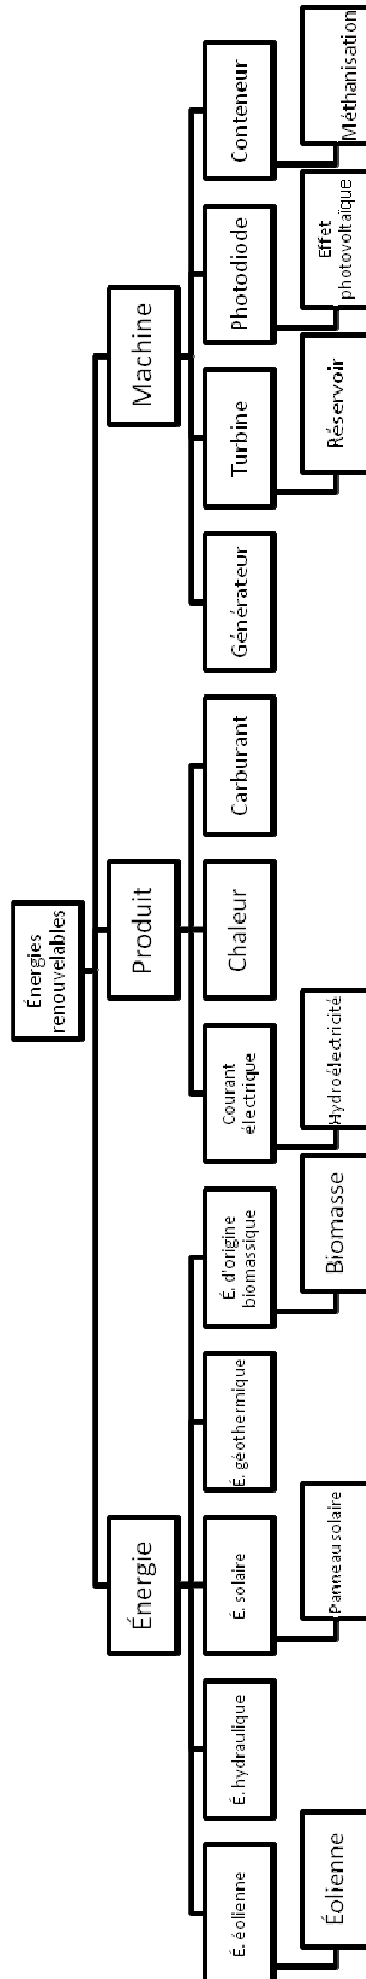 Énergies
renouvelables
Énergie
Produit
Machine
É. éolienne
É. hydraulique
É. solaire
É. géothermique
É. d'origine
biomassique
Courant
électrique
Chaleur
Carburant
Générateur
Turbine
Photodiode
Conteneur
Éolienne
Panneau solaire
Biomasse
Hydroélectricité
Réservoir
Effet
photovoltaïque
Méthanisation